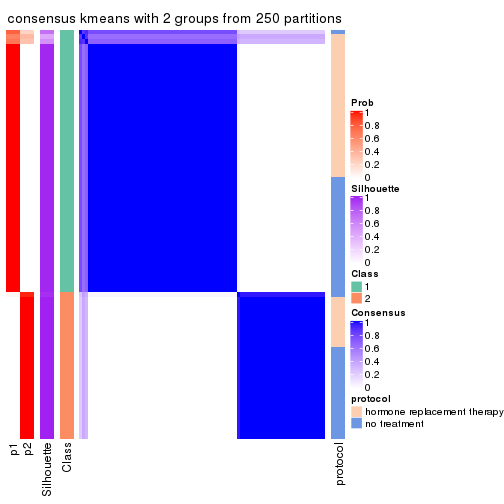 consensus kmeans with 2 groups from 250 partitions
Prob
1
0.8
0.6
0.4
0.2
0
Silhouette
1
0.8
0.6
0.4
0.2
0
Class
1
2
Consensus
1
0.8
0.6
0.4
0.2
0
protocol
hormone replacement therapy
no treatment
p1
p2
Silhouette
Class
protocol